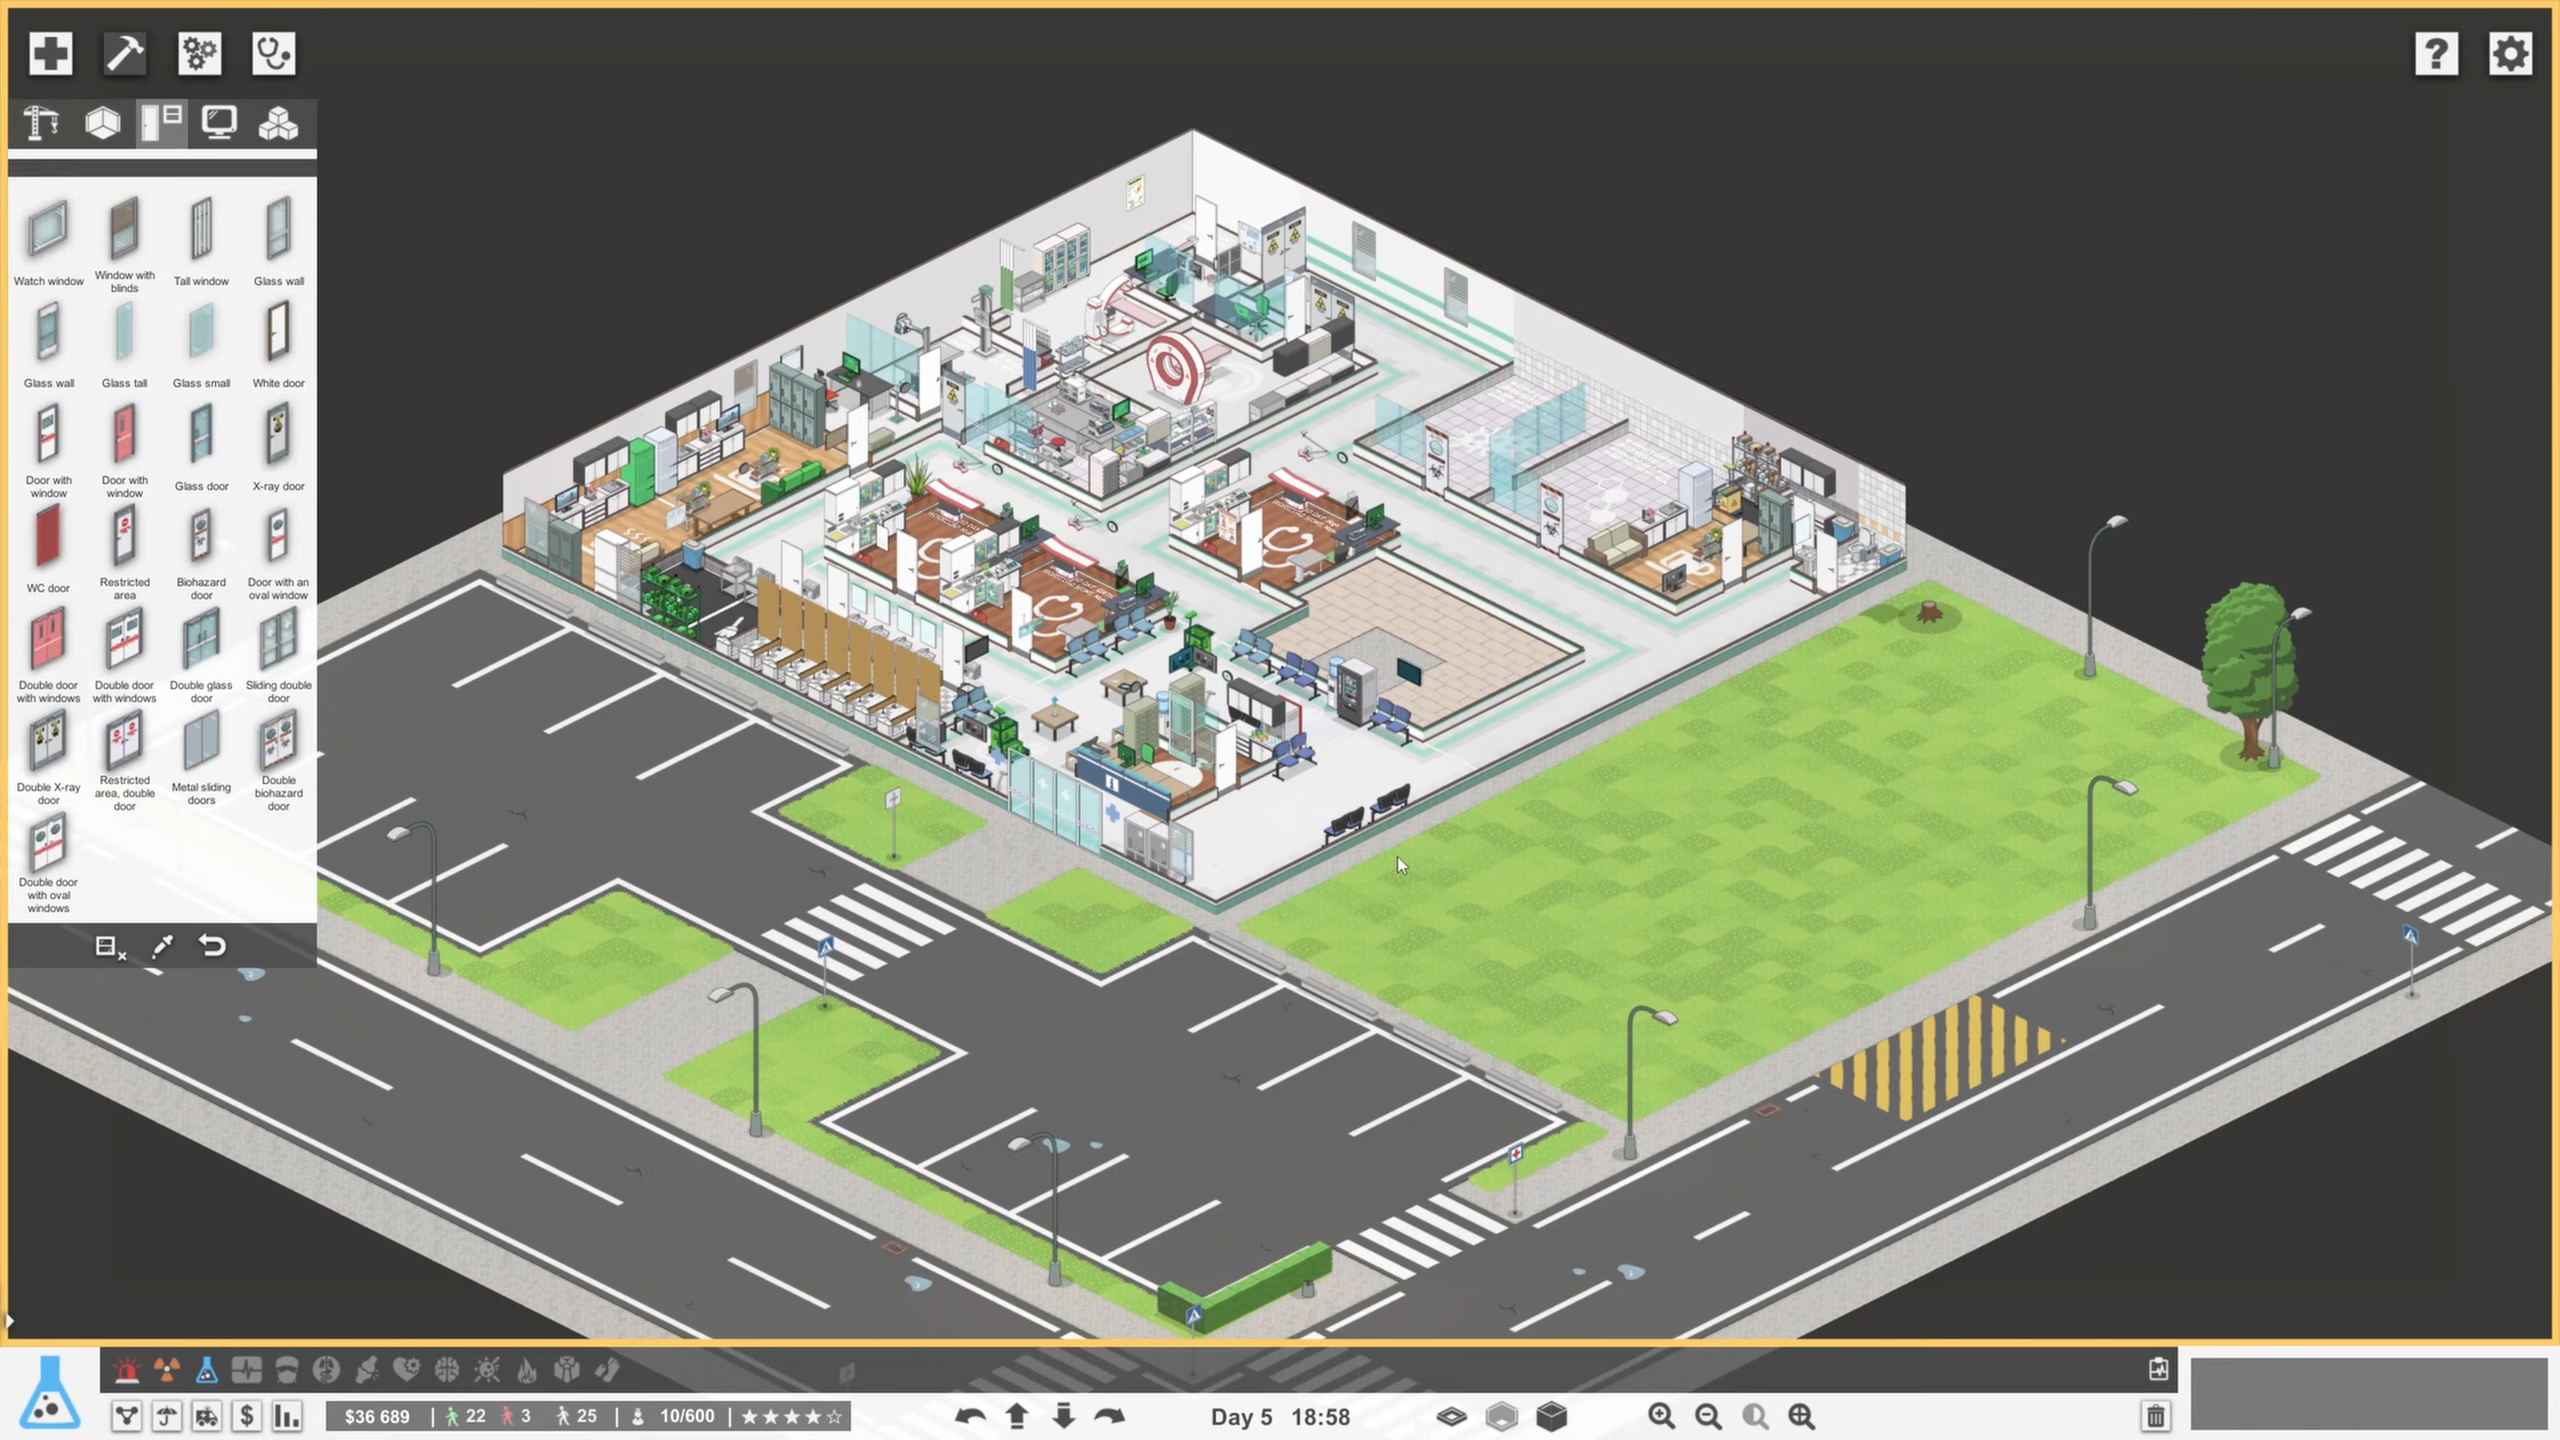 ?
Watch window
Window with
blinds
Tall window
Glass wall
Glass wall
Glass tall
Glass small
White door
Door with
window
Door with
window
Glass door
X-ray door
WC door
Restricted
area
Biohazard
door
Door with an
oval window
Double door
with windows
Double door
with windows
Double glass
door
Sliding double
door
Double X-ray
door
Restricted
area, double
door
Metal sliding
doors
Double
biohazard
door
Double door
with oval
windows
i
$
$36 689 | 22 3 25 | 10/600 |
Day 5 18:58